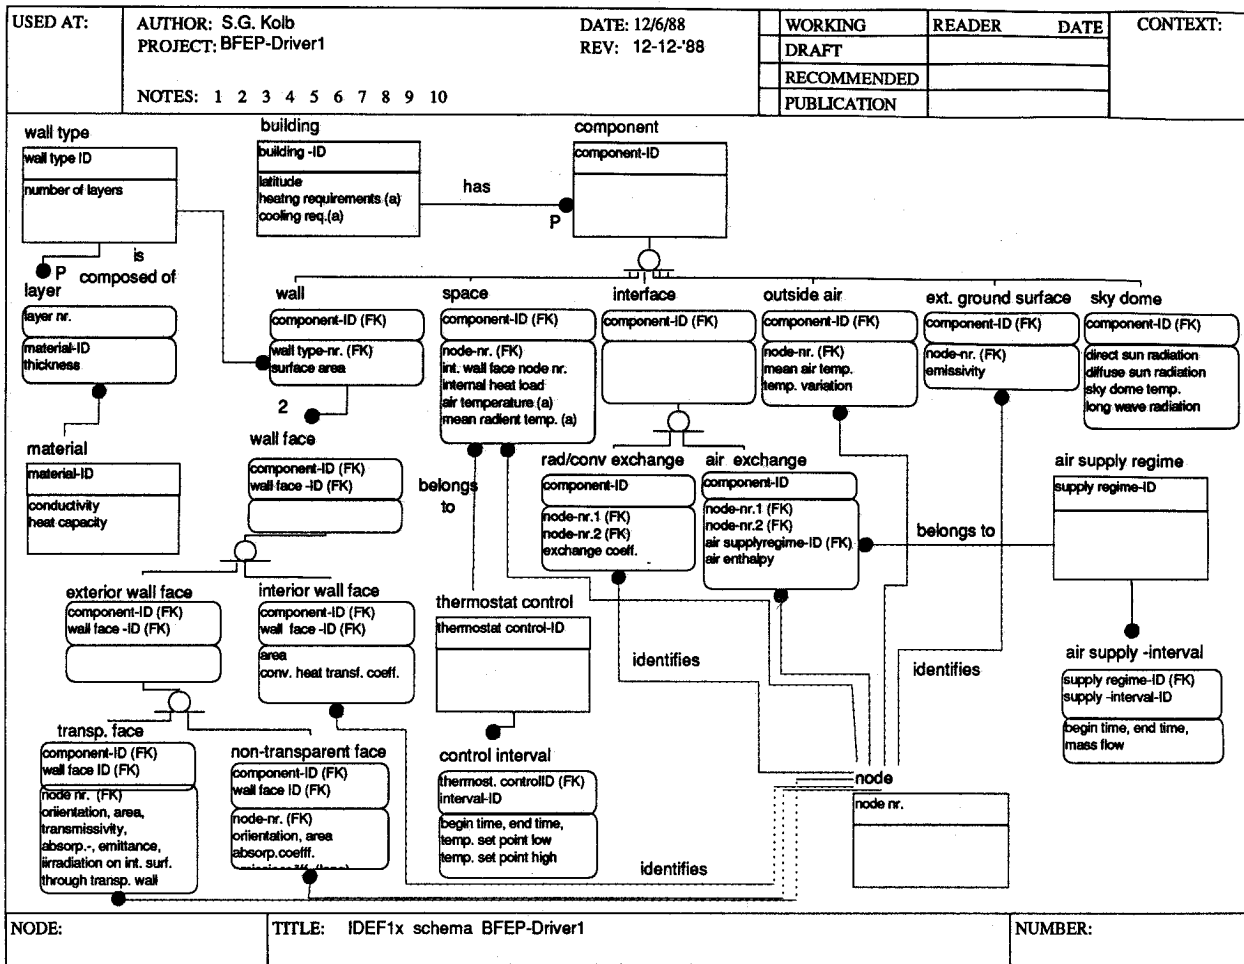 USED AT:
AUTHOR: S.G. Kolb
PROJECT: BFEP-Driver1
DATE: 12/6/88
REV: 12-12-'88
NOTES: 1 2 3 4 5 6 7 8 9 10
WORKING
DRAFT
RECOMMENDED
PUBLICATION
READER DATE
CONTEXT:
wall type
wall type ID
number of layers
building
building -ID
latitude
heatng requirements (a)
cooling req.(a)
has
P
component
component-ID
is
composed of
P
layer
layer nr.
material-ID
thickness
wall
component-ID (FK)
wall type-nr. (FK)
surface area
2
space
component-ID (FK)
node-nr. (FK)
int. wall face node nr.
internal heat load
air temperature (a)
mean radient temp. (a)
interface
component-ID (FK)
outside air
component-ID (FK)
node-nr. (FK)
mean air temp.
temp. variation
ext. ground surface
component-ID (FK)
node-nr. (FK)
emissivity
sky dome
component-ID (FK)
direct sun radiation
diffuse sun radiation
sky dome temp.
long wave radiation
material
material-ID
conductivity
heat capacity
wall face
component-ID (FK)
wall face -ID (FK)
belongs
to
rad/conv exchange
component-ID
node-nr.1 (FK)
node-nr.2 (FK)
exchange coeff.
air exchange
component-ID
node-nr.1 (FK)
node-nr.2 (FK)
air supplyregime-ID (FK)
air enthalpy
belongs to
air supply regime
supply regime-ID
exterior wall face
component-ID (FK)
wall face -ID (FK)
interior wall face
component-ID (FK)
wall face -ID (FK)
area
conv. heat transf. coeff.
thermostat control
thermostat control-ID
identifies
identifies
air supply -interval
supply regime-ID (FK)
supply -interval-ID
begin time, end time,
mass flow
transp. face
component-ID (FK)
wall face ID (FK)
node nr. (FK)
oriientation, area,
transmissivity,
absorp.-, emittance,
iirradiation on int. surf.
through transp. wall
non-transparent face
component-ID (FK)
wall face ID (FK)
node-nr. (FK)
oriientation, area
absorp.coefff.
control interval
thermost. controlID (FK)
interval-ID
begin time, end time,
temp. set point low
temp. set point high
identifies
node
node nr.
NODE:
TITLE: IDEF1x schema BFEP-Driver1
NUMBER: